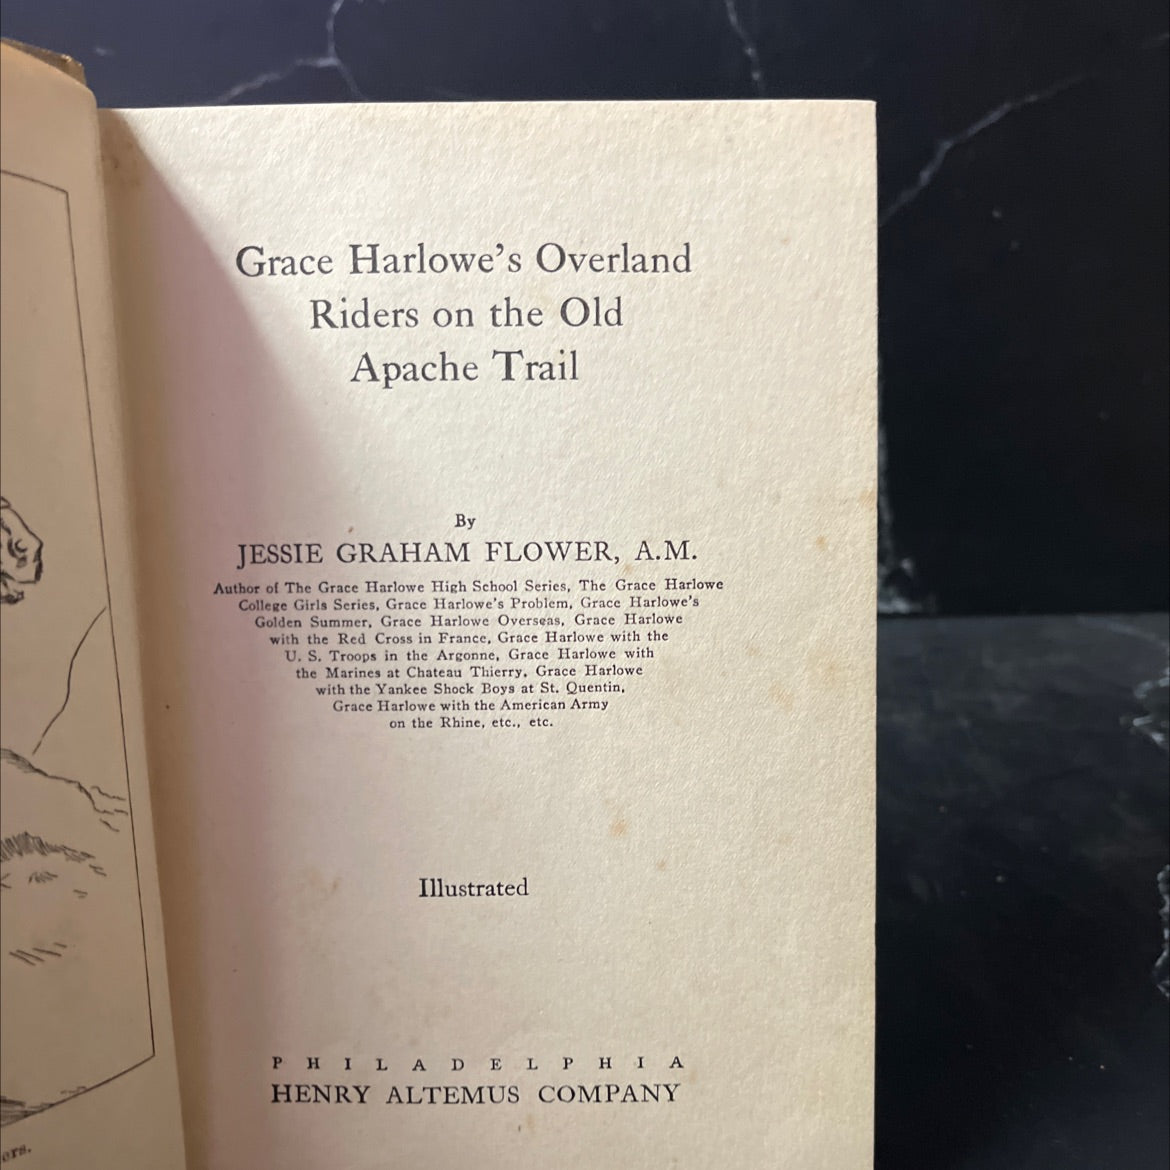 Grace Harlowe's Overland
Riders on the Old
Apache Trail
By
JESSIE GRAHAM FLOWER, A.M.
Author of The Grace Harlowe High School Series, The Grace Harlowe
College Girls Series, Grace Harlowe's Problem, Grace Harlowe's
Golden Summer, Grace Harlowe Overseas, Grace Harlowe
with the Red Cross in France, Grace Harlowe with the
U. S. Troops in the Argonne, Grace Harlowe with
the Marines at Chateau Thierry, Grace Harlowe
with the Yankee Shock Boys at St. Quentin,
Grace Harlowe with the American Army
on the Rhine, etc., etc.
Illustrated
PHILADELPHIA
HENRY ALTEMUS COMPANY